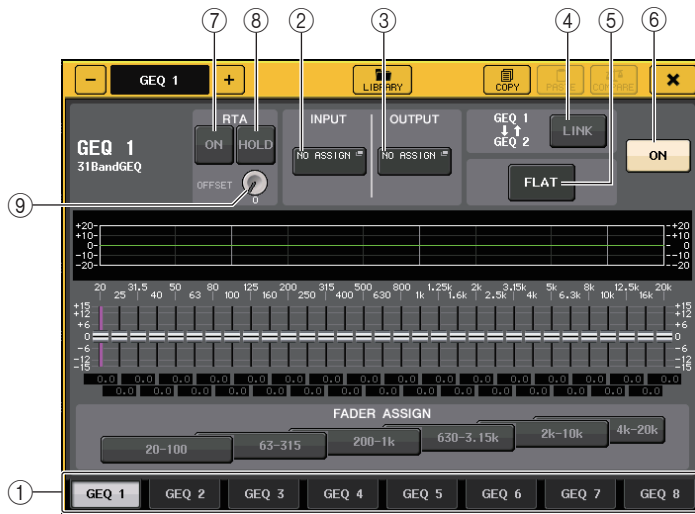 ⑦ ⑧ ② ③ ④ ⑤ ⑥
− GEQ 1 + LIBRARY COPY PASTE COMPARE ×
GEQ 1
31BandGEQ
RTA
ON HOLD
OFFSET
0
INPUT
NO ASSIGN
OUTPUT
NO ASSIGN
GEQ 1
↓↑
GEQ 2
LINK
FLAT
ON
⑨
+20 +20
+10 +10
0 0
-10 -10
-20 -20
20 31.5 50 80 125 200 315 500 800 1.25k 2k 3.15k 5k 8k 12.5k 20k
25 40 63 100 160 250 400 630 1k 1.6k 2.5k 4k 6.3k 10k 16k
+15 +15
+12 +12
+6 +6
0 0
-6 -6
-12 -12
-15 -15
0.0 0.0 0.0 0.0 0.0 0.0 0.0 0.0 0.0 0.0 0.0 0.0 0.0 0.0 0.0 0.0
0.0 0.0 0.0 0.0 0.0 0.0 0.0 0.0 0.0 0.0 0.0 0.0 0.0 0.0 0.0
FADER ASSIGN
20-100 63-315 200-1k 630-3.15k 2k-10k 4k-20k
① GEQ 1 GEQ 2 GEQ 3 GEQ 4 GEQ 5 GEQ 6 GEQ 7 GEQ 8